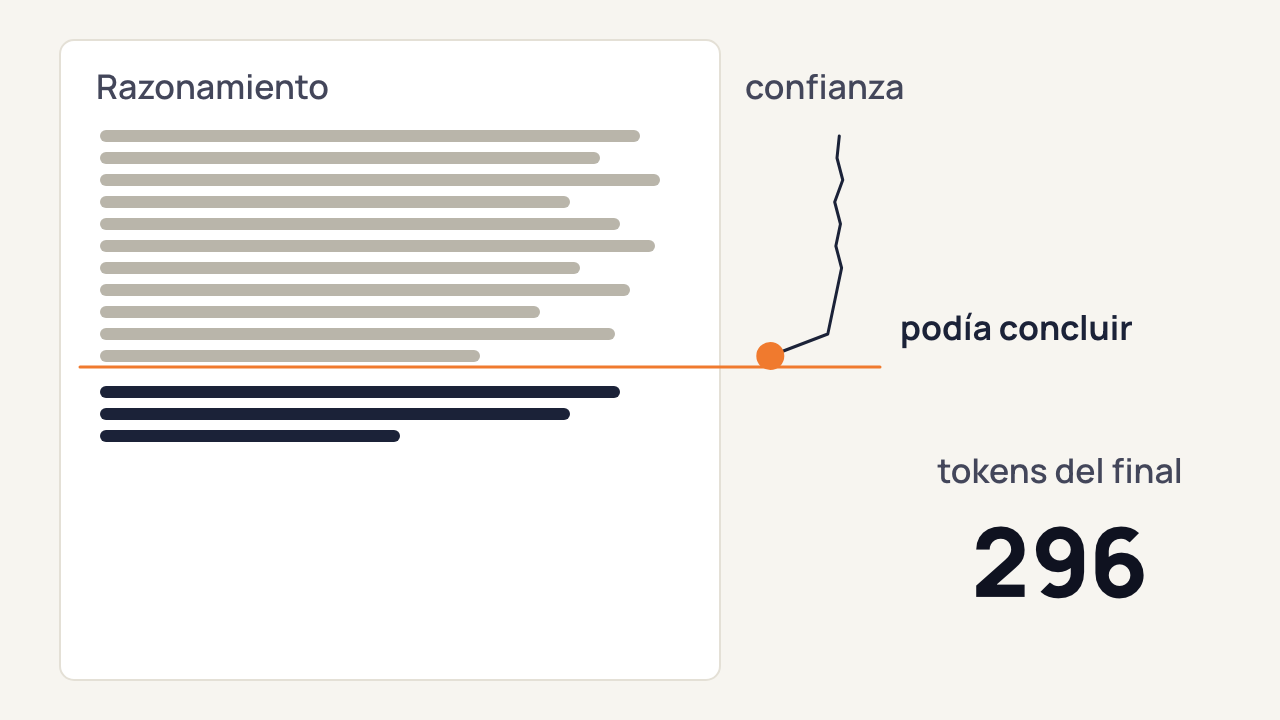 Razonamiento
confianza
podía concluir
tokens del final
296